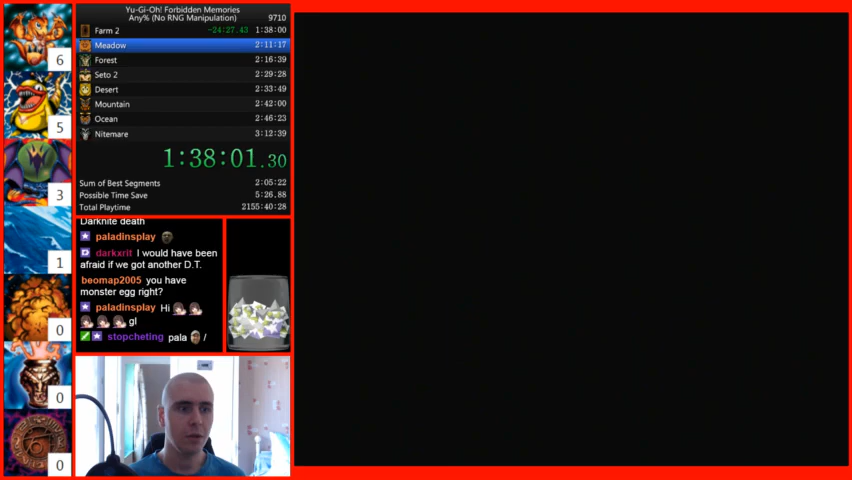 Yu-Gi-Oh! Forbidden Memories
Any% (No RNG Manipulation) 9710
Farm 2 -24:27.43 1:38:00
Meadow 2:11:17
Forest 2:16:39
Seto 2 2:29:28
Desert 2:33:49
Mountain 2:42:00
Ocean 2:46:23
Nitemare 3:12:39
1:38:01.30
Sum of Best Segments 2:05:22
Possible Time Save 5:26.88
Total Playtime 2155:40:28
6
5
3
1
0
0
0
Darknite death
paladinsplay
darkxrit I would have been
afraid if we got another D.T.
beomap2005 you have
monster egg right?
paladinsplay Hi
gl
stopcheting pala /